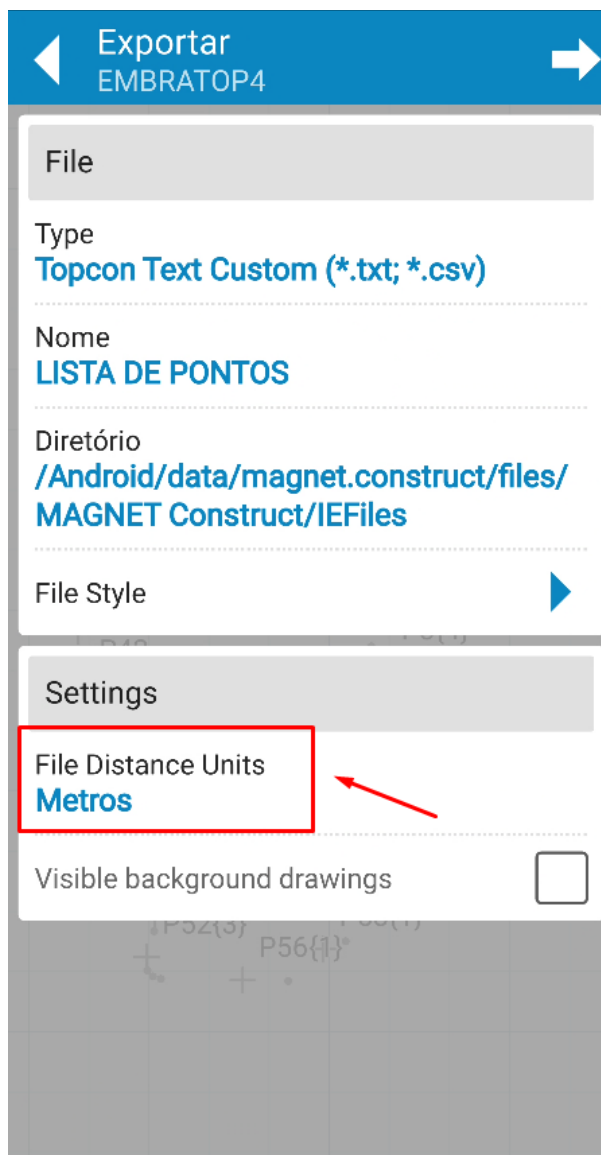 Exportar
EMBRATOP4
File
Type
Topcon Text Custom (*.txt; *.csv)
Nome
LISTA DE PONTOS
Diretório
/Android/data/magnet.construct/files/
MAGNET Construct/IEFiles
File Style
Settings
File Distance Units
Metros
Visible background drawings
P52{3}
P56{1}